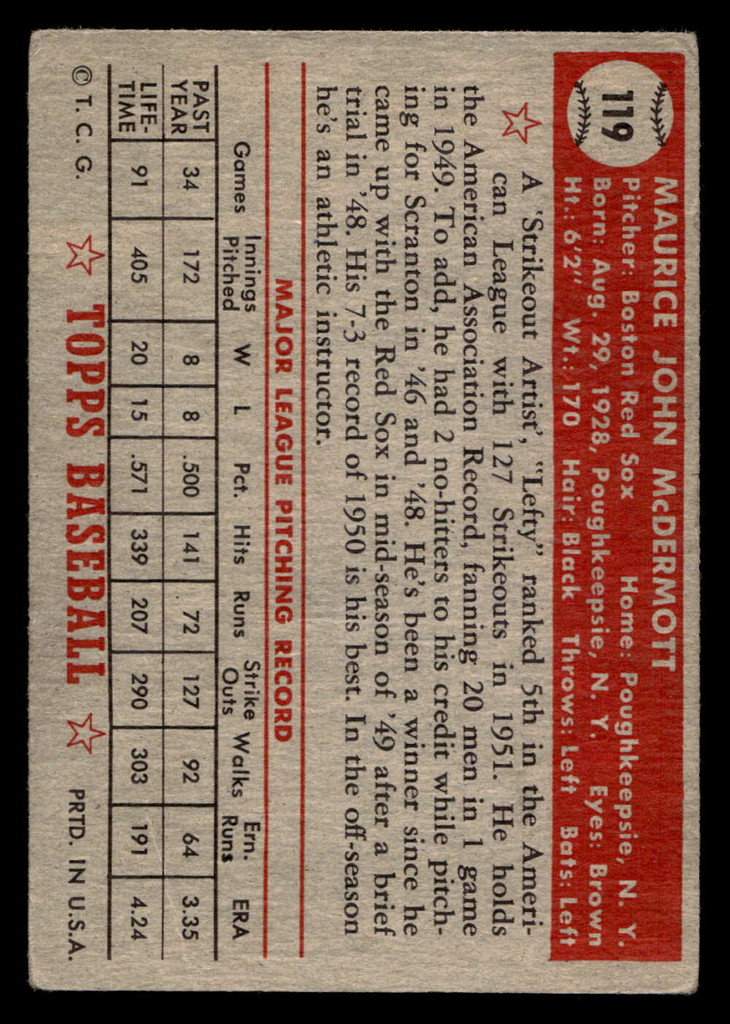 119
MAURICE JOHN McDERMOTT
Pitcher: Boston Red Sox Home: Poughkeepsie, N. Y.
Born: Aug. 29, 1928, Poughkeepsie, N. Y. Eyes: Brown
Ht.: 6'2" Wt.: 170 Hair: Black Throws: Left Bats: Left
A 'Strikeout Artist', "Lefty" ranked 5th in the Ameri-
can League with 127 Strikeouts in 1951. He holds
the American Association Record, fanning 20 men in 1 game
in 1949. To add, he had 2 no-hitters to his credit while pitch-
ing for Scranton in '46 and '48. He's been a winner since he
came up with the Red Sox in mid-season of '49 after a brief
trial in '48. His 7-3 record of 1950 is his best. In the off-season
he's an athletic instructor.
MAJOR LEAGUE PITCHING RECORD
Games Innings Pitched W L Pct. Hits Runs Strike Outs Walks Ern. Runs ERA
PAST YEAR 34 172 8 8 .500 141 72 127 92 64 3.35
LIFE-TIME 91 405 20 15 .571 339 207 290 303 191 4.24
© T. C. G. TOPPS BASEBALL PRTD. IN U.S.A.